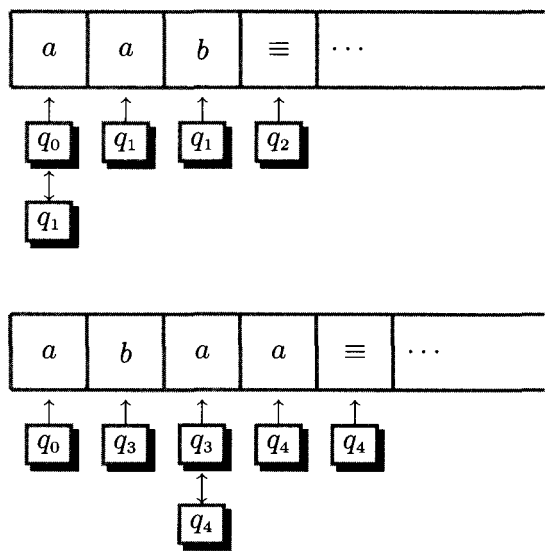 a a b ≡ ···
q₀ q₁ q₁ q₂
q₁
a b a a ≡ ···
q₀ q₃ q₃ q₄ q₄
q₄